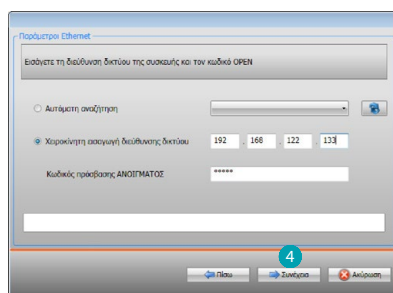 Παράμετροι Ethernet
Εισάγετε τη διεύθυνση δικτύου της συσκευής και τον κωδικό OPEN
Αυτόματη αναζήτηση
Χειροκίνητη εισαγωγή διεύθυνσης δικτύου 192 . 168 . 122 . 133
Κωδικός πρόσβασης ΑΝΟΙΓΜΑΤΟΣ *****
4
Πίσω Συνέχεια Ακύρωση